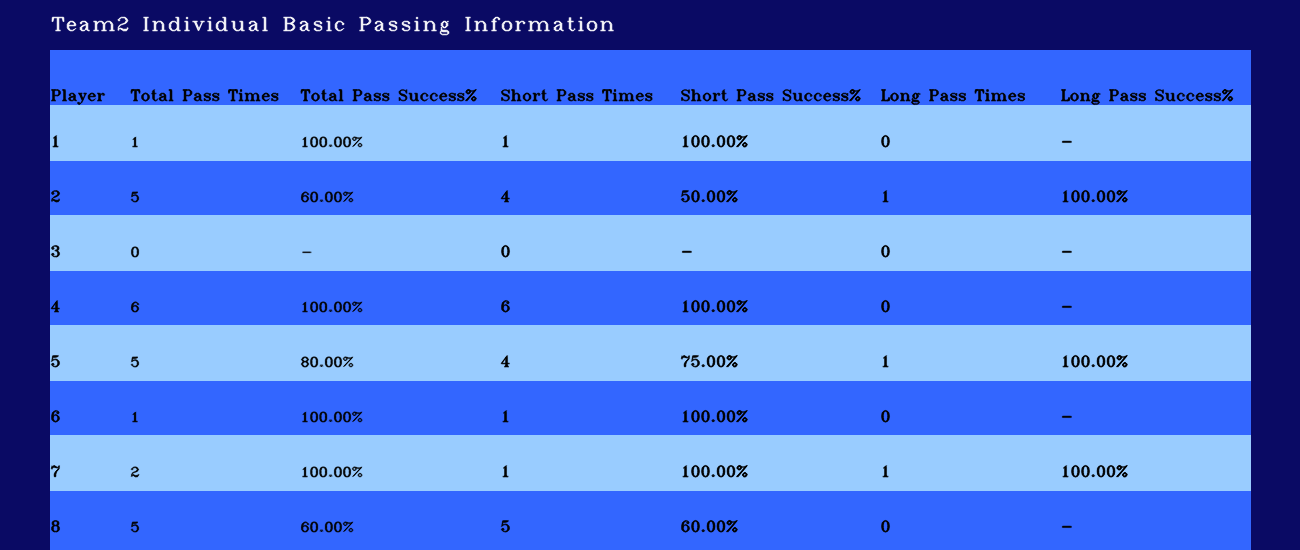 Team2 Individual Basic Passing Information
Player Total Pass Times Total Pass Success% Short Pass Times Short Pass Success% Long Pass Times Long Pass Success%
1 1 100.00% 1 100.00% 0 –
2 5 60.00% 4 50.00% 1 100.00%
3 0 – 0 – 0 –
4 6 100.00% 6 100.00% 0 –
5 5 80.00% 4 75.00% 1 100.00%
6 1 100.00% 1 100.00% 0 –
7 2 100.00% 1 100.00% 1 100.00%
8 5 60.00% 5 60.00% 0 –